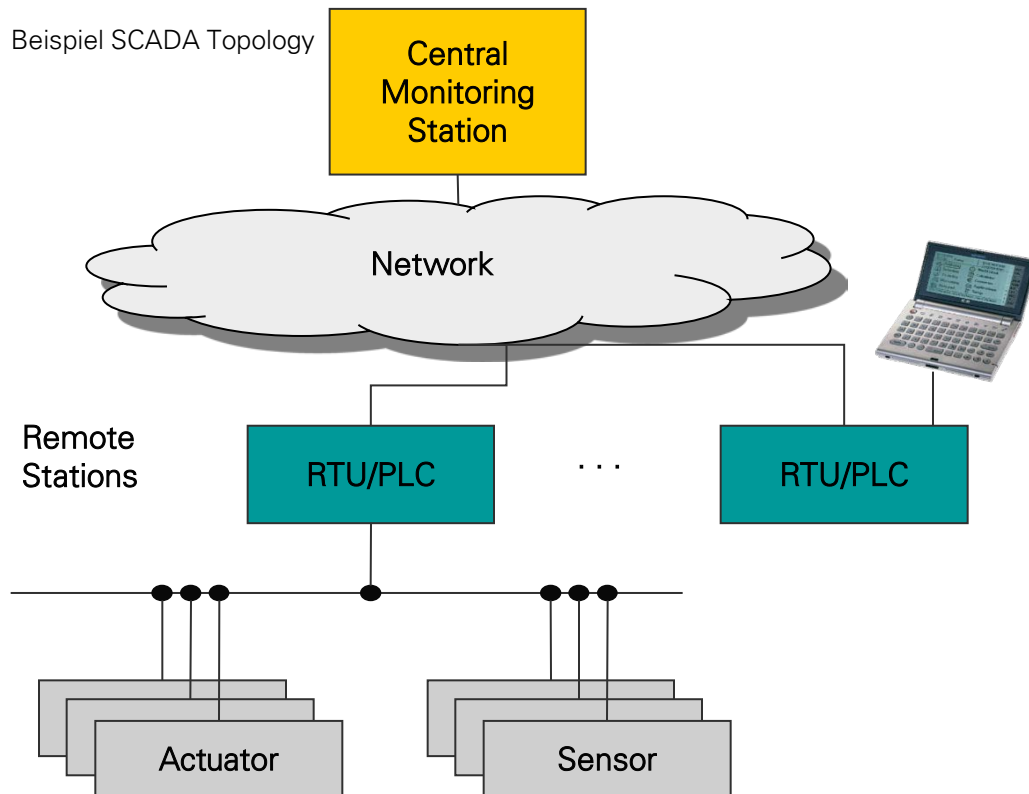 Beispiel SCADA Topology
Central
Monitoring
Station
Network
Remote
Stations
RTU/PLC
. . .
RTU/PLC
Actuator
Sensor